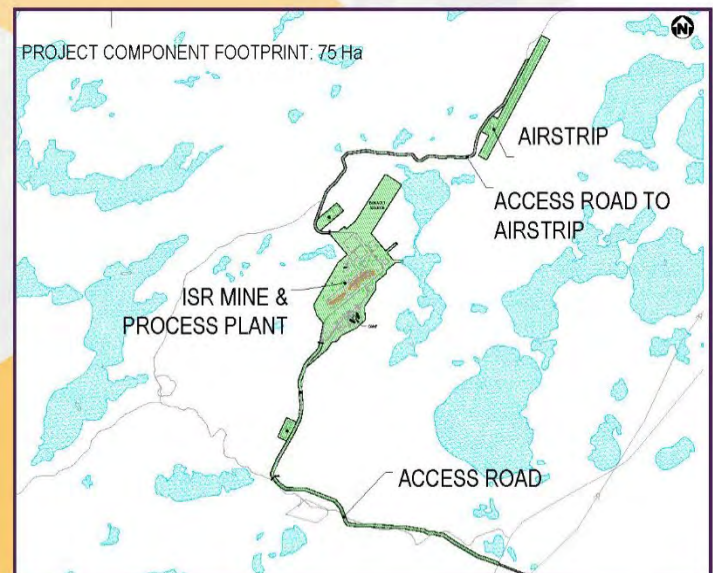 N
PROJECT COMPONENT FOOTPRINT: 75 Ha
AIRSTRIP
ACCESS ROAD TO
AIRSTRIP
ISR MINE &
PROCESS PLANT
ACCESS ROAD